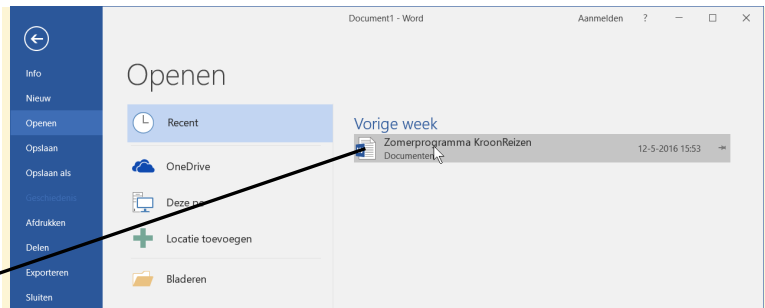 Document1 - Word
Aanmelden ?
Info
Nieuw
Openen
Opslaan
Opslaan als
Geschiedenis
Afdrukken
Delen
Exporteren
Sluiten
Openen
Recent
OneDrive
Deze pc
Locatie toevoegen
Bladeren
Vorige week
Zomerprogramma KroonReizen
Documenten
12-5-2016 15:53